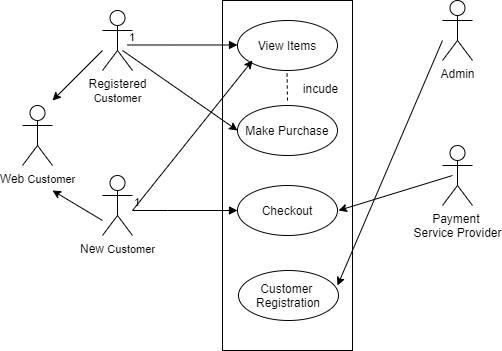 1
View Items
Registered
Customer
Admin
incude
Make Purchase
Web Customer
1
New Customer
Checkout
Payment
Service Provider
Customer
Registration